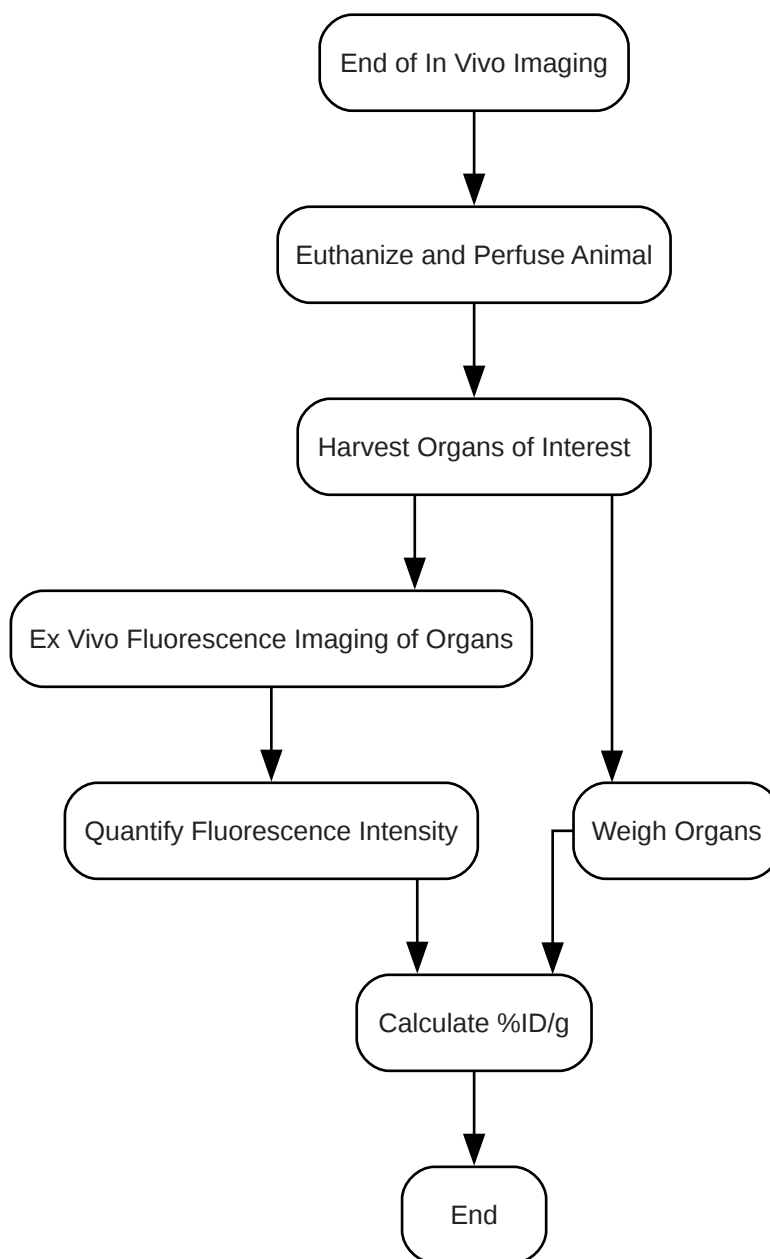 End of In Vivo Imaging
Euthanize and Perfuse Animal
Harvest Organs of Interest
Ex Vivo Fluorescence Imaging of Organs
Quantify Fluorescence Intensity
Weigh Organs
Calculate %ID/g
End